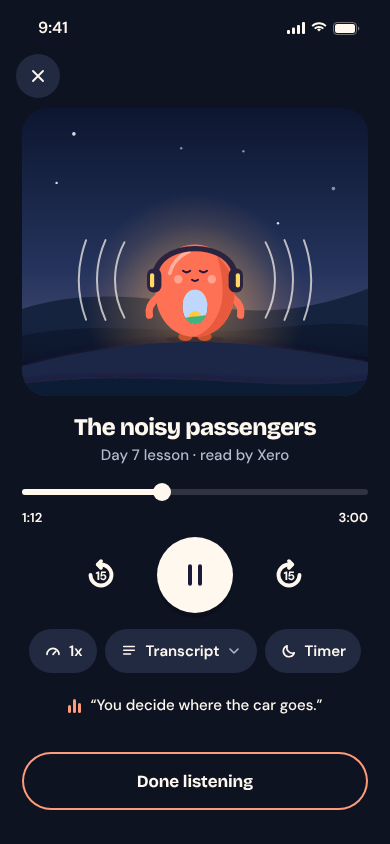 9:41
The noisy passengers
Day 7 lesson · read by Xero
1:12
3:00
15
15
1x
Transcript
Timer
“You decide where the car goes.”
Done listening